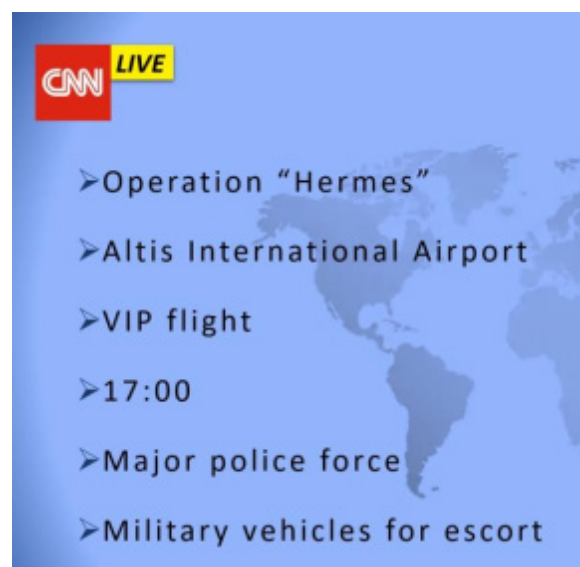 CNN LIVE
➢Operation “Hermes”
➢Altis International Airport
➢VIP flight
➢17:00
➢Major police force
➢Military vehicles for escort